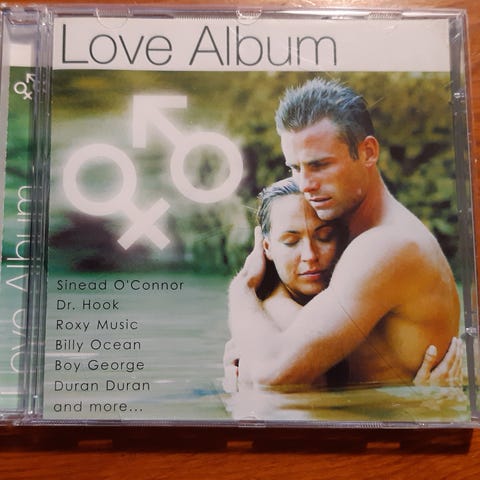 Love Album
Love Album
Sinead O'Connor
Dr. Hook
Roxy Music
Billy Ocean
Boy George
Duran Duran
and more...